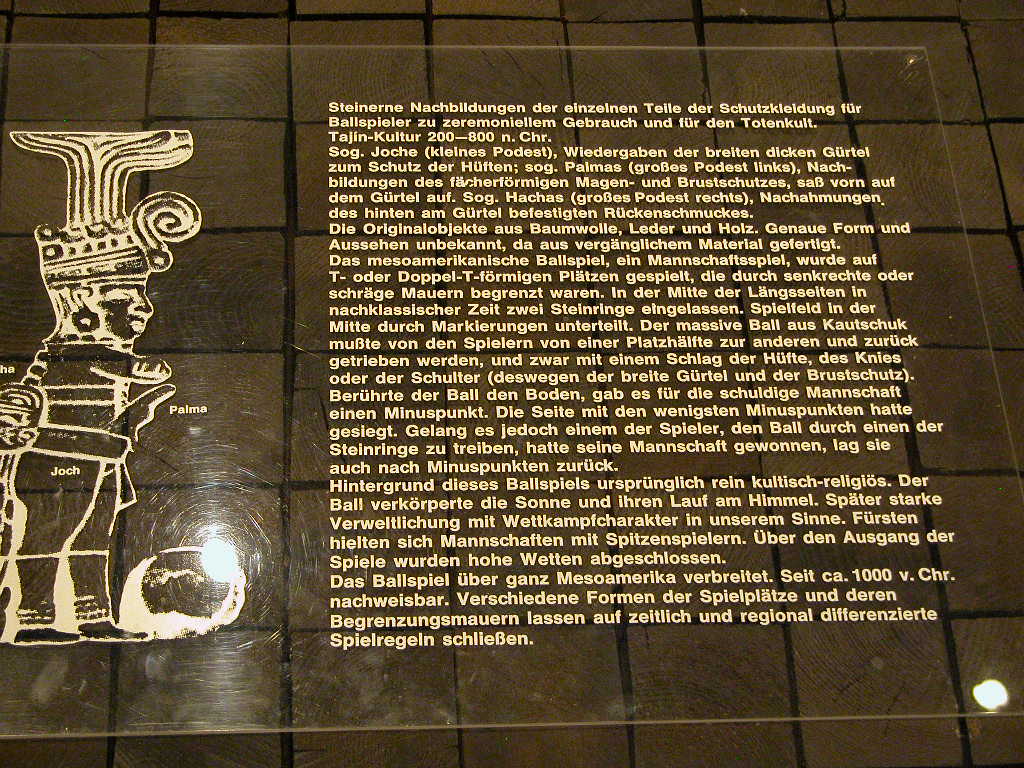 Steinerne Nachbildungen der einzelnen Teile der Schutzkleidung für
Ballspieler zu zeremoniellem Gebrauch und für den Totenkult.
Tajín-Kultur 200—800 n. Chr.
Sog. Joche (kleines Podest), Wiedergaben der breiten dicken Gürtel
zum Schutz der Hüften; sog. Palmas (großes Podest links), Nach-
bildungen des fächerförmigen Magen- und Brustschutzes, saß vorn auf
dem Gürtel auf. Sog. Hachas (großes Podest rechts), Nachahmungen
des hinten am Gürtel befestigten Rückenschmuckes.
Die Originalobjekte aus Baumwolle, Leder und Holz. Genaue Form und
Aussehen unbekannt, da aus vergänglichem Material gefertigt.
Das mesoamerikanische Ballspiel, ein Mannschaftsspiel, wurde auf
T- oder Doppel-T-förmigen Plätzen gespielt, die durch senkrechte oder
schräge Mauern begrenzt waren. In der Mitte der Längsseiten in
nachklassischer Zeit zwei Steinringe eingelassen. Spielfeld in der
Mitte durch Markierungen unterteilt. Der massive Ball aus Kautschuk
mußte von den Spielern von einer Platzhälfte zur anderen und zurück
getrieben werden, und zwar mit einem Schlag der Hüfte, des Knies
oder der Schulter (deswegen der breite Gürtel und der Brustschutz).
Berührte der Ball den Boden, gab es für die schuldige Mannschaft
einen Minuspunkt. Die Seite mit den wenigsten Minuspunkten hatte
gesiegt. Gelang es jedoch einem der Spieler, den Ball durch einen der
Steinringe zu treiben, hatte seine Mannschaft gewonnen, lag sie
auch nach Minuspunkten zurück.
Hintergrund dieses Ballspiels ursprünglich rein kultisch-religiös. Der
Ball verkörperte die Sonne und ihren Lauf am Himmel. Später starke
Verweltlichung mit Wettkampfcharakter in unserem Sinne. Fürsten
hielten sich Mannschaften mit Spitzenspielern. Über den Ausgang der
Spiele wurden hohe Wetten abgeschlossen.
Das Ballspiel über ganz Mesoamerika verbreitet. Seit ca. 1000 v. Chr.
nachweisbar. Verschiedene Formen der Spielplätze und deren
Begrenzungsmauern lassen auf zeitlich und regional differenzierte
Spielregeln schließen.
ha
Palma
Joch